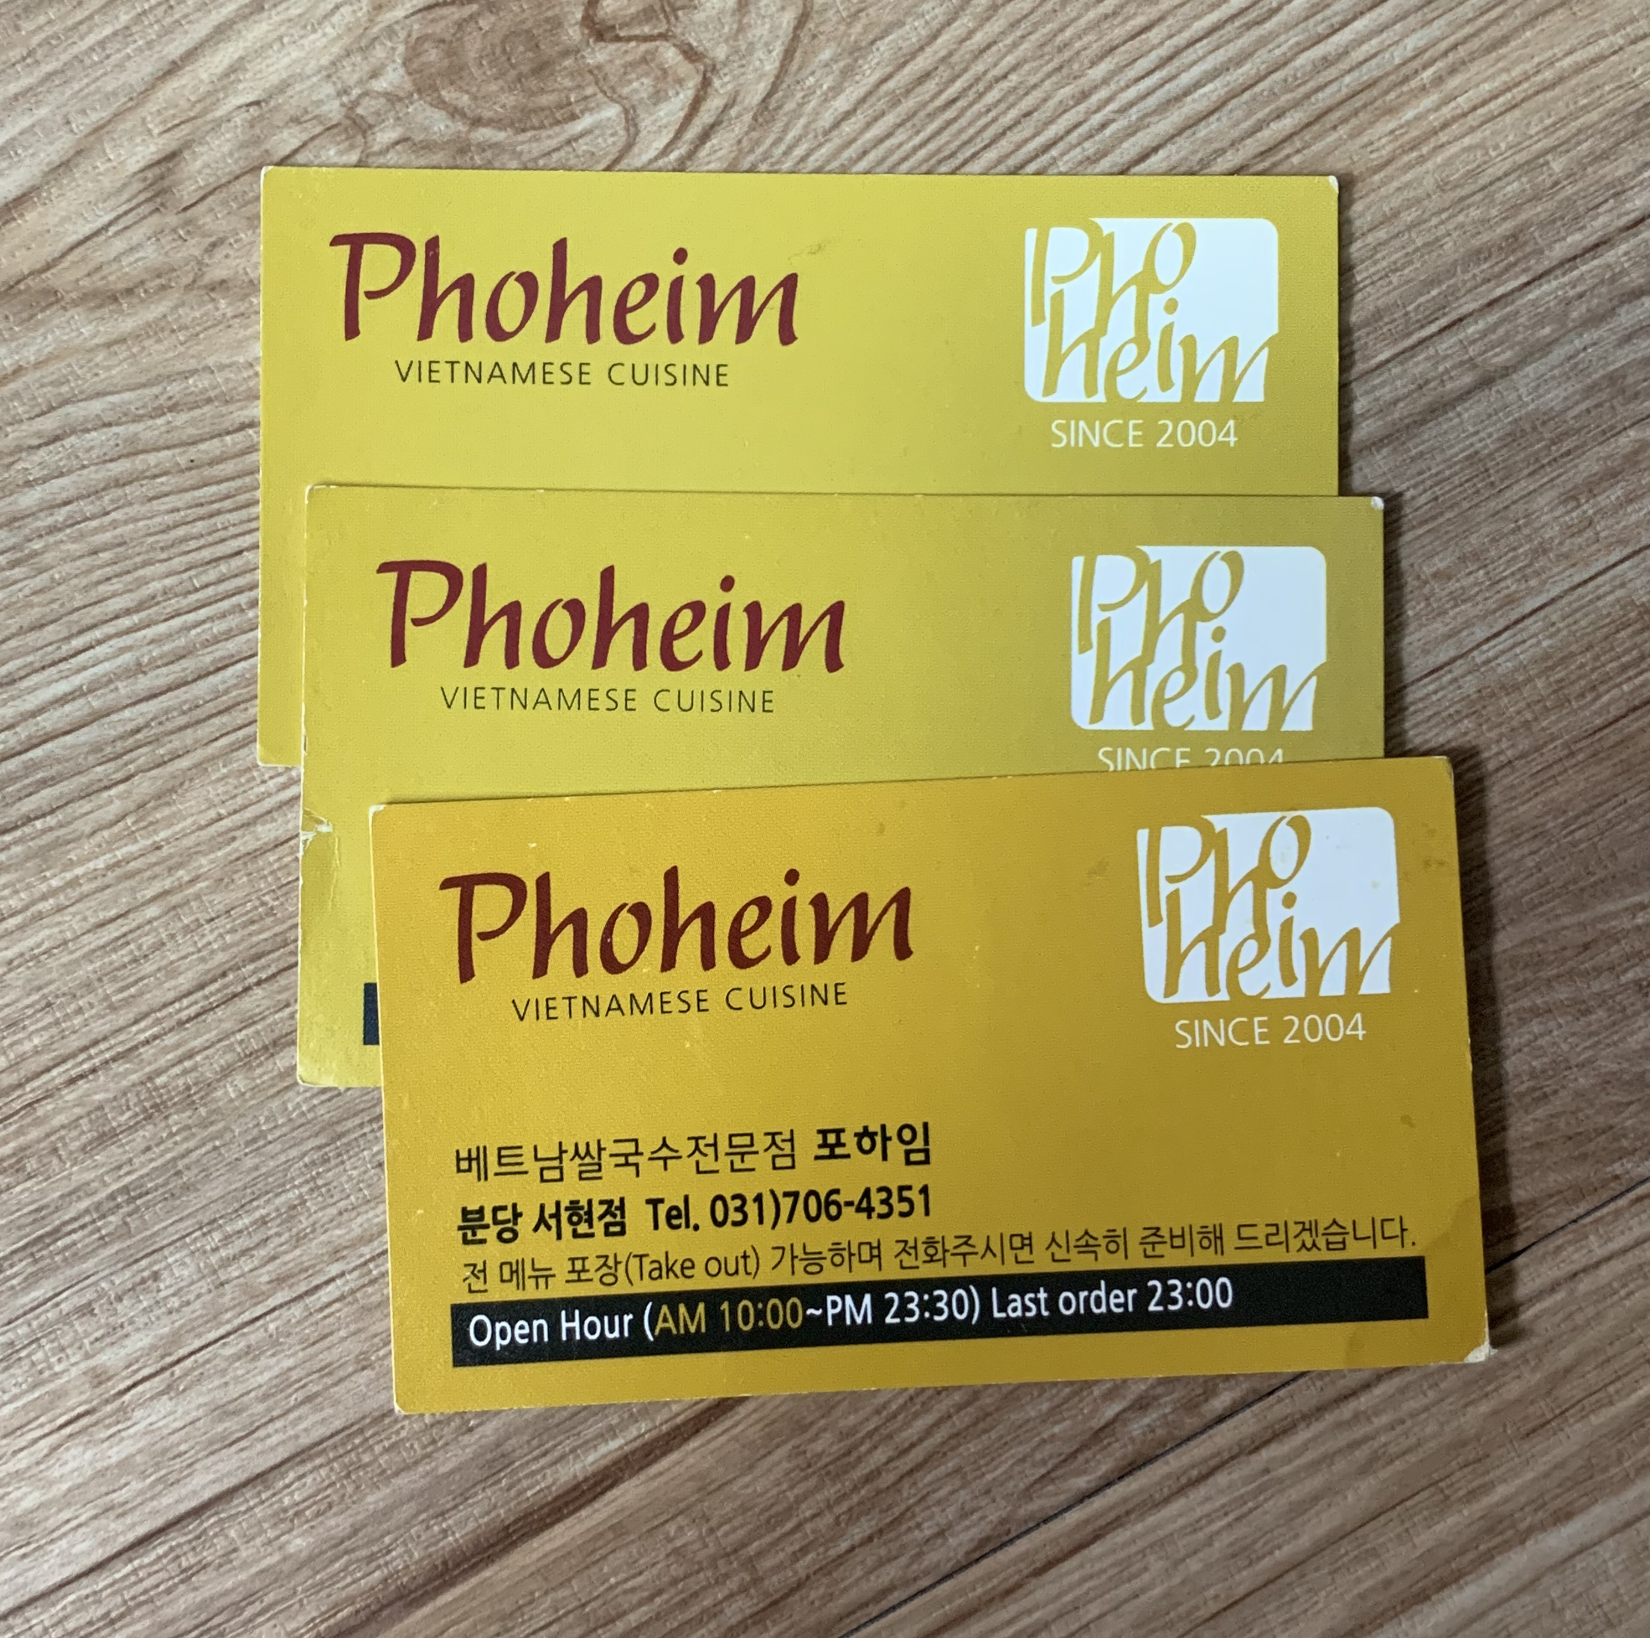 Phoheim
VIETNAMESE CUISINE
Pho
heim
SINCE 2004
Phoheim
VIETNAMESE CUISINE
Pho
heim
SINCE 2004
Phoheim
VIETNAMESE CUISINE
Pho
heim
SINCE 2004
베트남쌀국수전문점 포하임
분당 서현점 Tel. 031)706-4351
전 메뉴 포장(Take out) 가능하며 전화주시면 신속히 준비해 드리겠습니다.
Open Hour (AM 10:00~PM 23:30) Last order 23:00